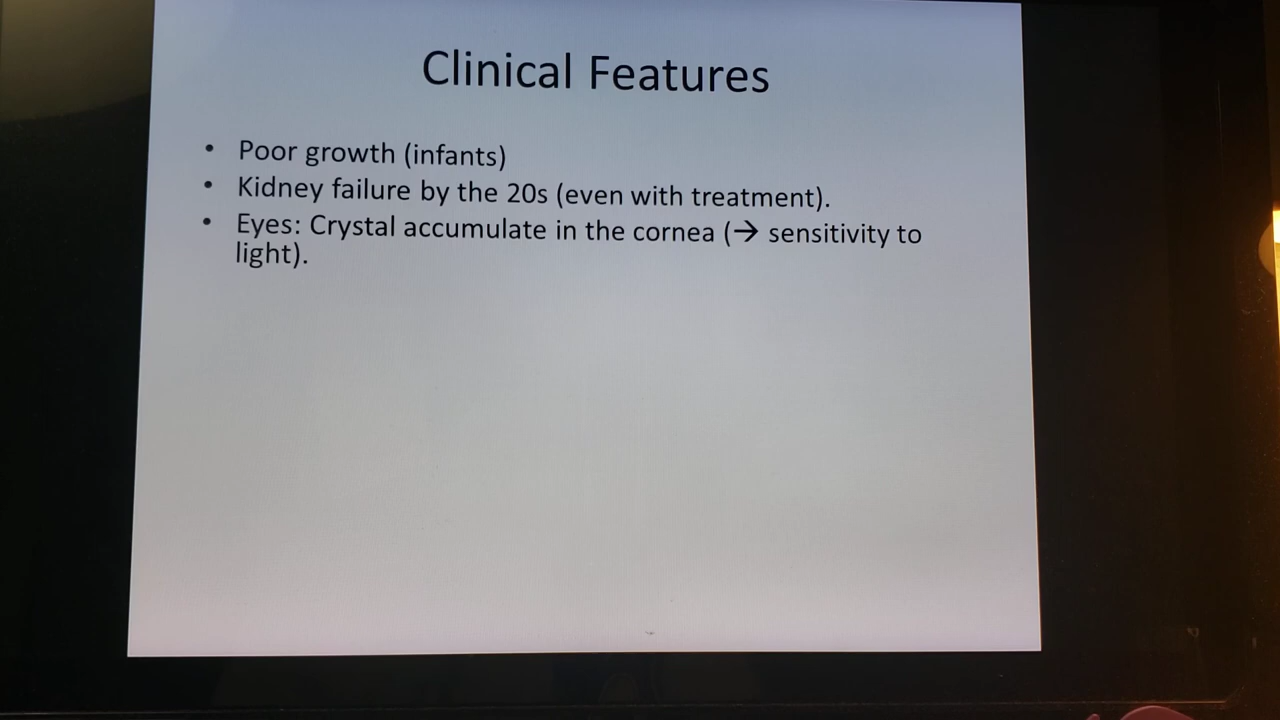 Clinical Features
• Poor growth (infants)
• Kidney failure by the 20s (even with treatment).
• Eyes: Crystal accumulate in the cornea (→ sensitivity to
light).